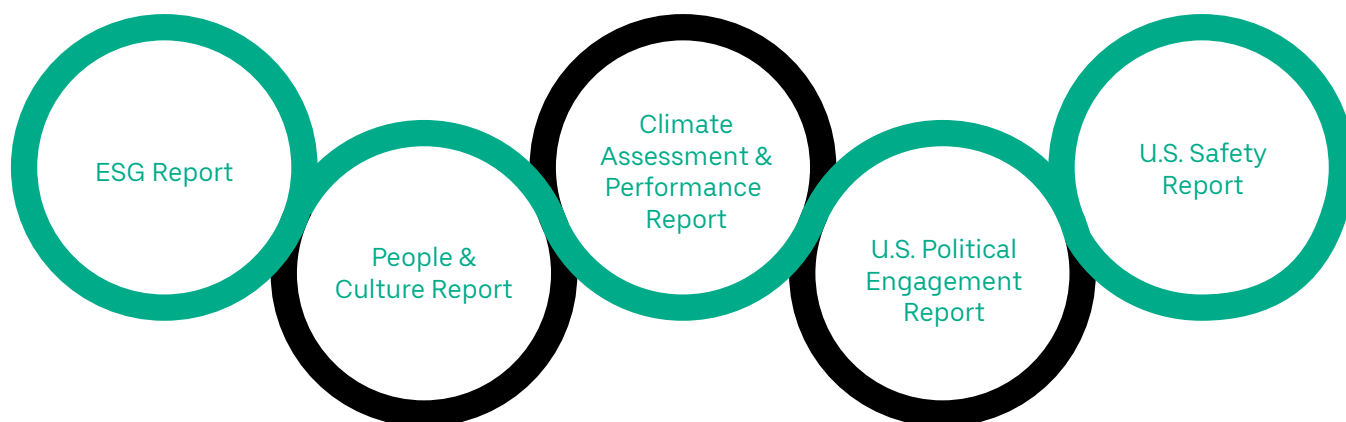 ESG Report
People &
Culture Report
Climate
Assessment &
Performance
Report
U.S. Political
Engagement
Report
U.S. Safety
Report